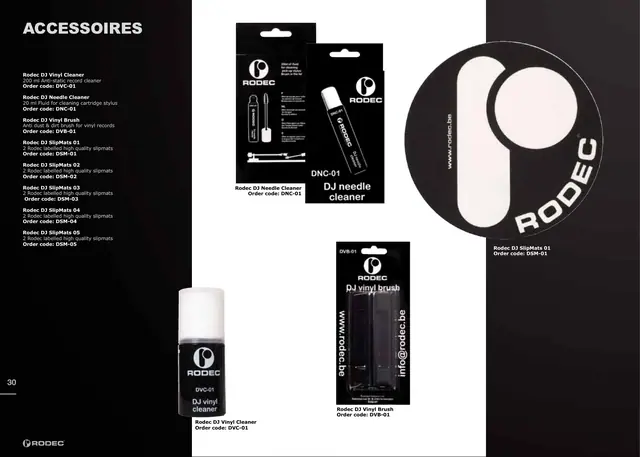 ACCESSOIRES
Rodec DJ Vinyl Cleaner
200 ml Anti-static record cleaner
Order code: DVC-01
Rodec DJ Needle Cleaner
20 ml Fluid for cleaning cartrdge stylus
Order code: DNC-01
Rodec DJ Vinyl Brush
Anti dust & dirt brush for vinyl records
Order code: DVB-01
Rodec DJ SlipMats 01
2 Rodec labelled high quality slipmats
Order code: DSM-01
Rodec DJ SlipMats 02
2 Rodec labelled high quality slipmats
Order code: DSM-02
Rodec DJ SlipMats 03
2 Rodec labelled high quality slipmats
Order code: DSM-03
Rodec DJ SlipMats 04
2 Rodec labelled high quality slipmats
Order code: DSM-04
Rodec DJ SlipMats 05
2 Rodec labelled high quality slipmats
Order code: DSM-05
30
RODEC
RODEC
RODEC
RODEC
DNC-01
DJ needle
cleaner
Rodec DJ Needle Cleaner
Order code: DNC-01
www.rodec.be
RODEC
Rodec DJ SlipMats 01
Order code: DSM-01
RODEC
DVC-01
DJ vinyl
cleaner
Rodec DJ Vinyl Cleaner
Order code: DVC-01
DVB-01
RODEC
DJ vinyl brush
www.rodec.be
info@rodec.be
Rodec DJ Vinyl Brush
Order code: DVB-01